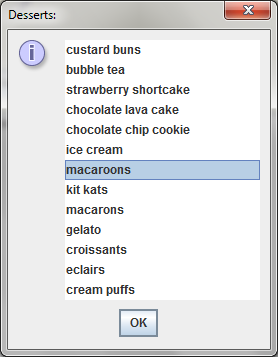 Desserts:
custard buns
bubble tea
strawberry shortcake
chocolate lava cake
chocolate chip cookie
ice cream
macaroons
kit kats
macarons
gelato
croissants
eclairs
cream puffs
OK